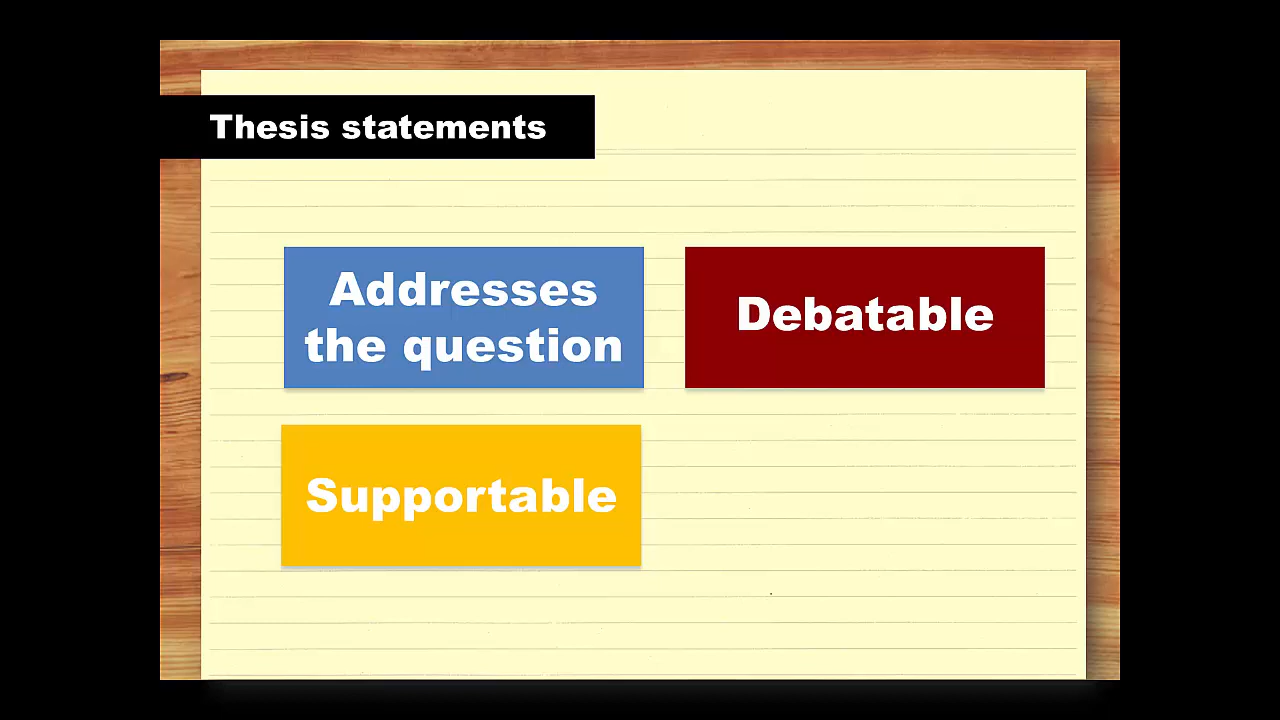 Thesis statements
Addresses
the question
Debatable
Supportable